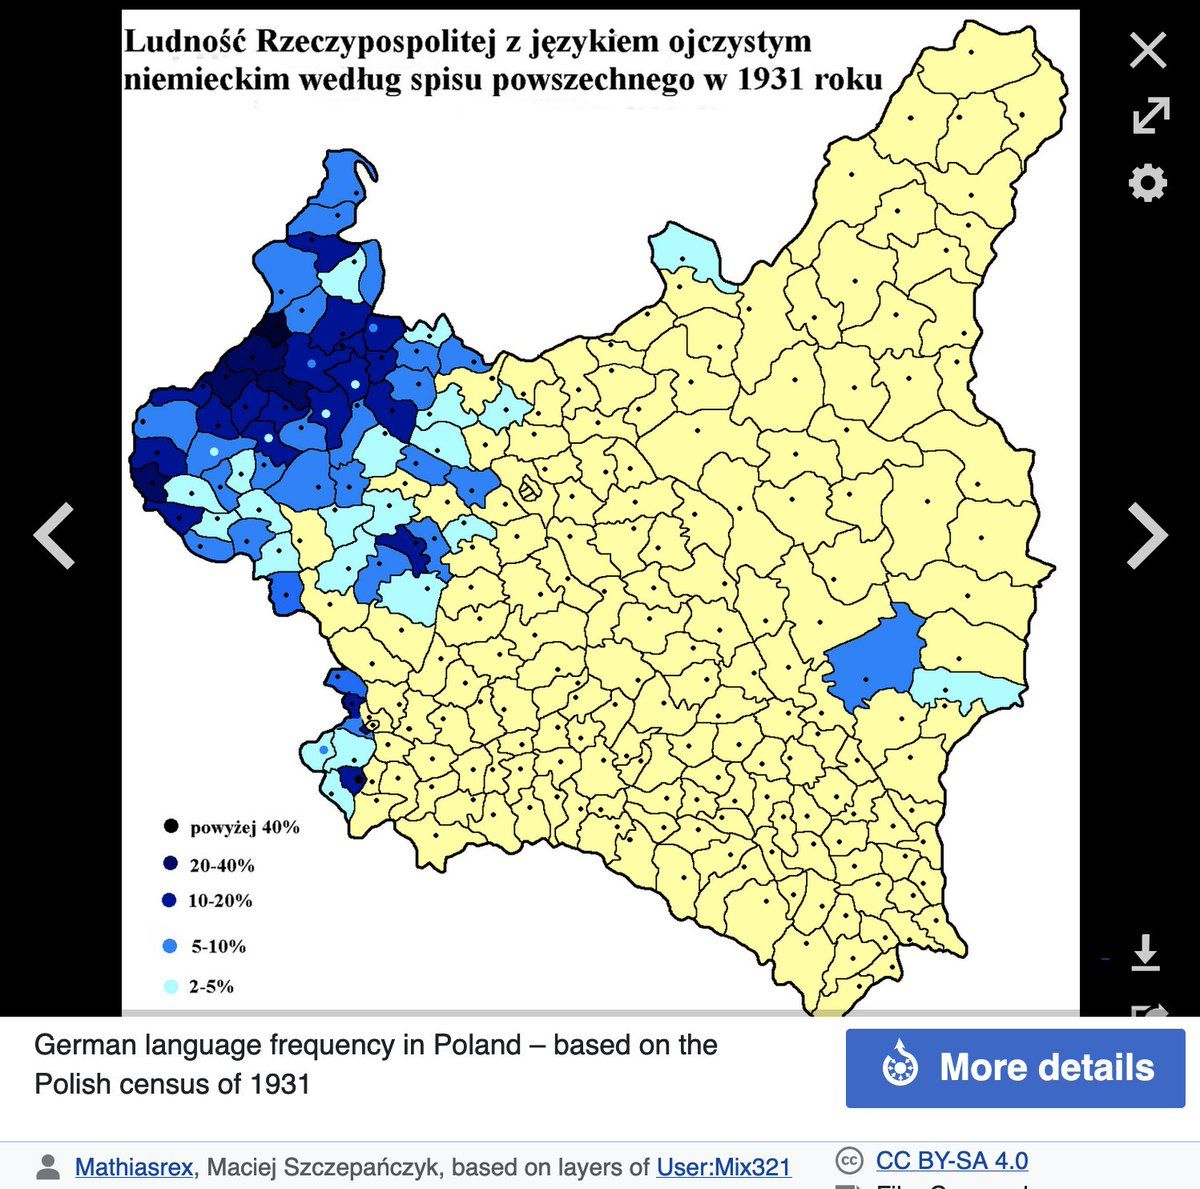 Ludność Rzeczypospolitej z językiem ojczystym
niemieckim według spisu powszechnego w 1931 roku
powyżej 40%
20-40%
10-20%
5-10%
2-5%
German language frequency in Poland – based on the
Polish census of 1931
More details
Mathiasrex, Maciej Szczepańczyk, based on layers of User:Mix321
CC BY-SA 4.0